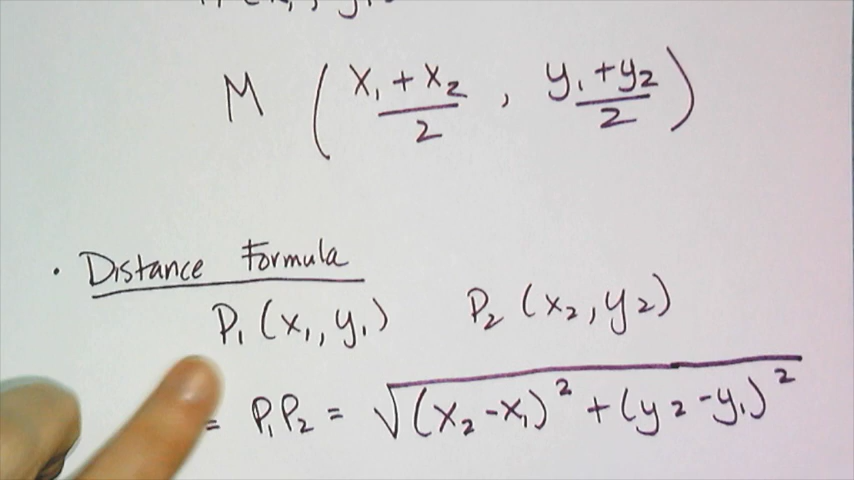 M (x₁ + x₂ / 2 , y₁ + y₂ / 2)
· Distance Formula
P₁ (x₁, y₁) P₂ (x₂, y₂)
= P₁P₂ = √(x₂ - x₁)² + (y₂ - y₁)²